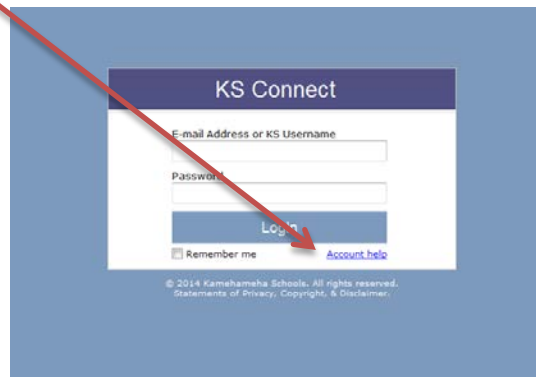 KS Connect
E-mail Address or KS Username
Password
Login
Remember me Account help
© 2014 Kamehameha Schools. All rights reserved.
Statements of Privacy, Copyright, & Disclaimer.